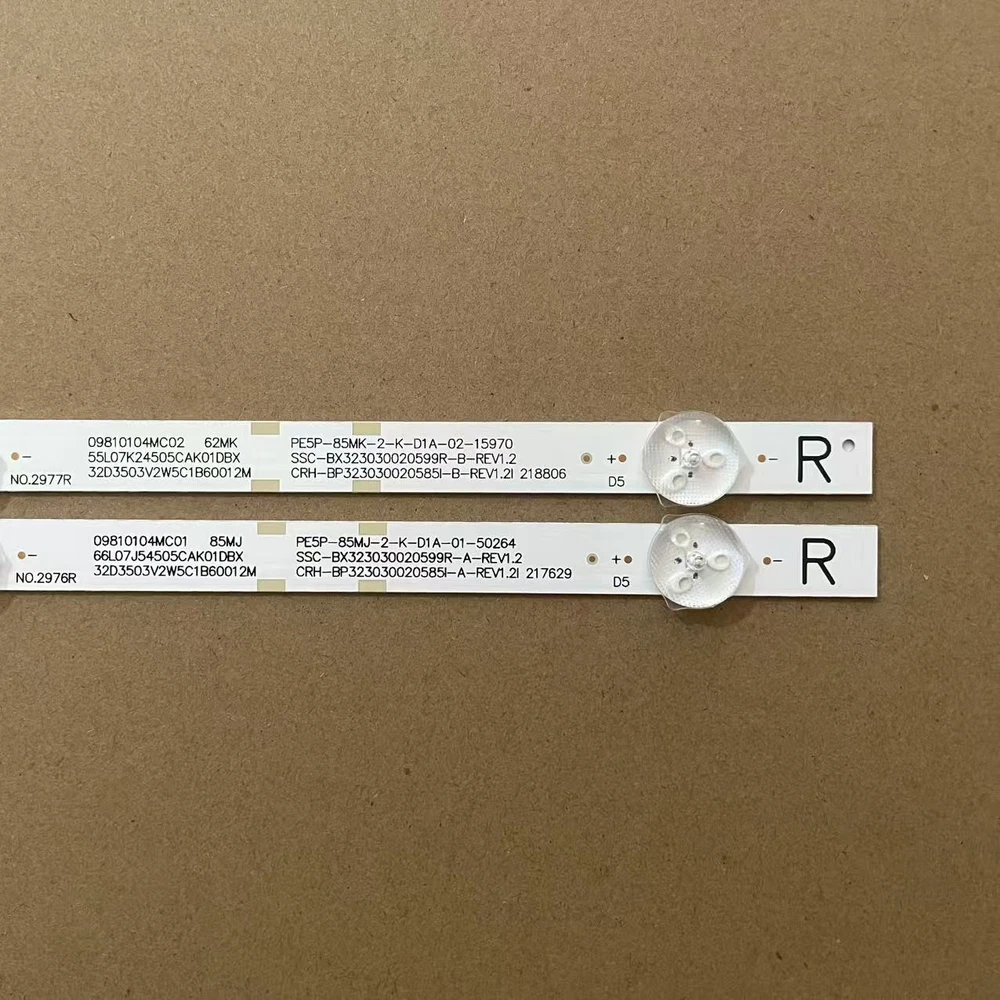 09810104MC02 62MK
55L07K24505CAK01DBX
32D3503V2W5C1B60012M
NO.2977R
-
PE5P-85MK-2-K-D1A-02-15970
SSC-BX323030020599R-B-REV1.2
CRH-BP323030020585I-B-REV1.2I 218806
+
D5
-
R
09810104MC01 85MJ
66L07J54505CAK01DBX
32D3503V2W5C1B60012M
NO.2976R
-
PE5P-85MJ-2-K-D1A-01-50264
SSC-BX323030020599R-A-REV1.2
CRH-BP323030020585I-A-REV1.2I 217629
+
D5
-
R